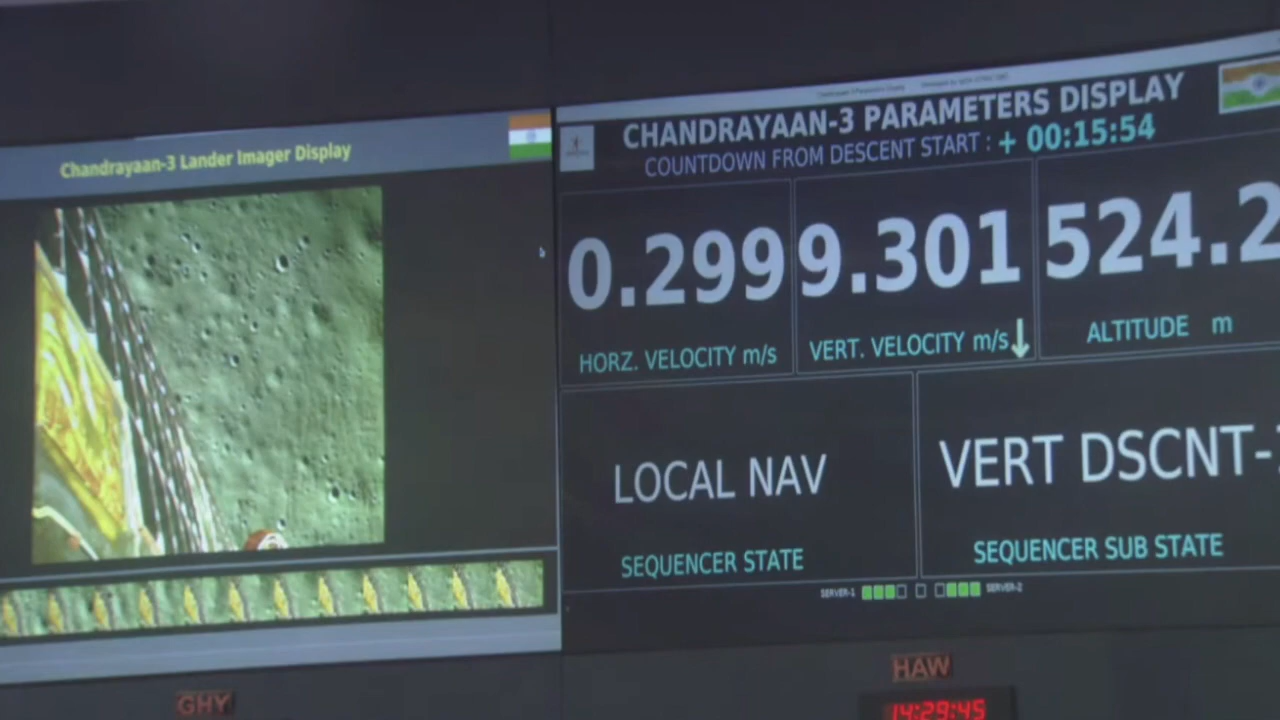 Chandrayaan-3 Lander Imager Display
CHANDRAYAAN-3 PARAMETERS DISPLAY
COUNTDOWN FROM DESCENT START : + 00:15:54
0.299 99.301 524.2
HORZ. VELOCITY m/s VERT. VELOCITY m/s ALTITUDE m
LOCAL NAV VERT DSCNT-
SEQUENCER STATE SEQUENCER SUB STATE
SERVER-1 SERVER-2
GHY
HAW
14:29:45